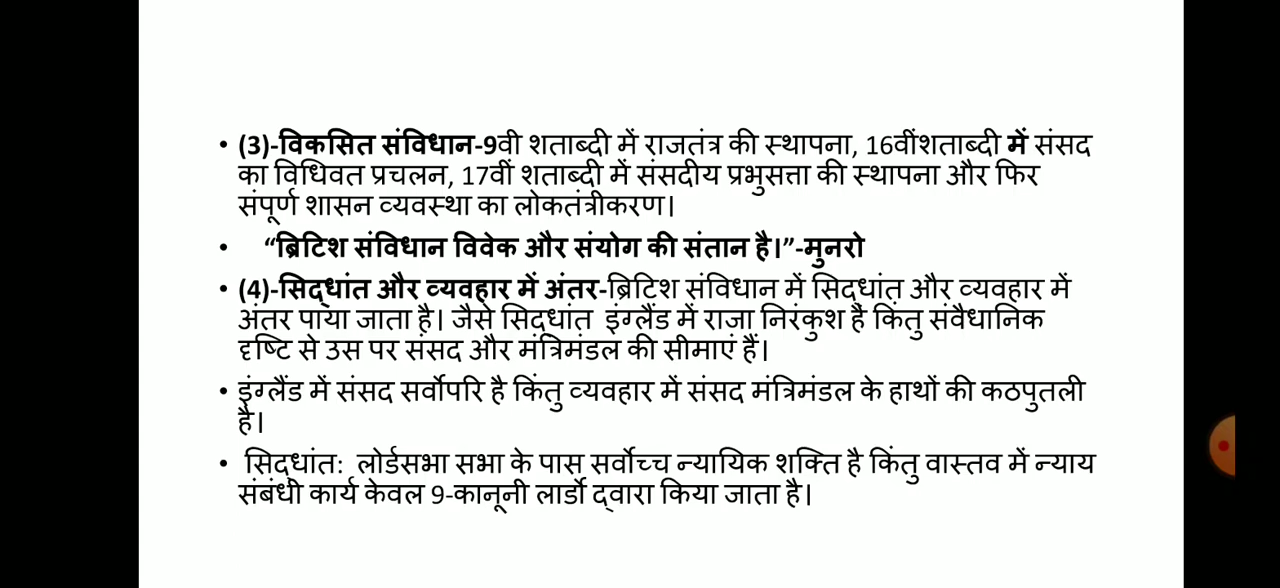 • (3)-विकसित संविधान-9वी शताब्दी में राजतंत्र की स्थापना, 16वींशताब्दी में संसद
का विधिवत प्रचलन, 17वीं शताब्दी में संसदीय प्रभुसत्ता की स्थापना और फिर
संपूर्ण शासन व्यवस्था का लोकतंत्रीकरण।
• “ब्रिटिश संविधान विवेक और संयोग की संतान है।”-मुनरो
• (4)-सिद्धांत और व्यवहार में अंतर-ब्रिटिश संविधान में सिद्धांत और व्यवहार में
अंतर पाया जाता है। जैसे सिद्धांत इंग्लैंड में राजा निरंकुश है किंतु संवैधानिक
दृष्टि से उस पर संसद और मंत्रिमंडल की सीमाएं हैं।
• इंग्लैंड में संसद सर्वोपरि है किंतु व्यवहार में संसद मंत्रिमंडल के हाथों की कठपुतली
है।
• सिद्धांत: लोर्डसभा सभा के पास सर्वोच्च न्यायिक शक्ति है किंतु वास्तव में न्याय
संबंधी कार्य केवल 9-कानूनी लार्डो द्वारा किया जाता है।